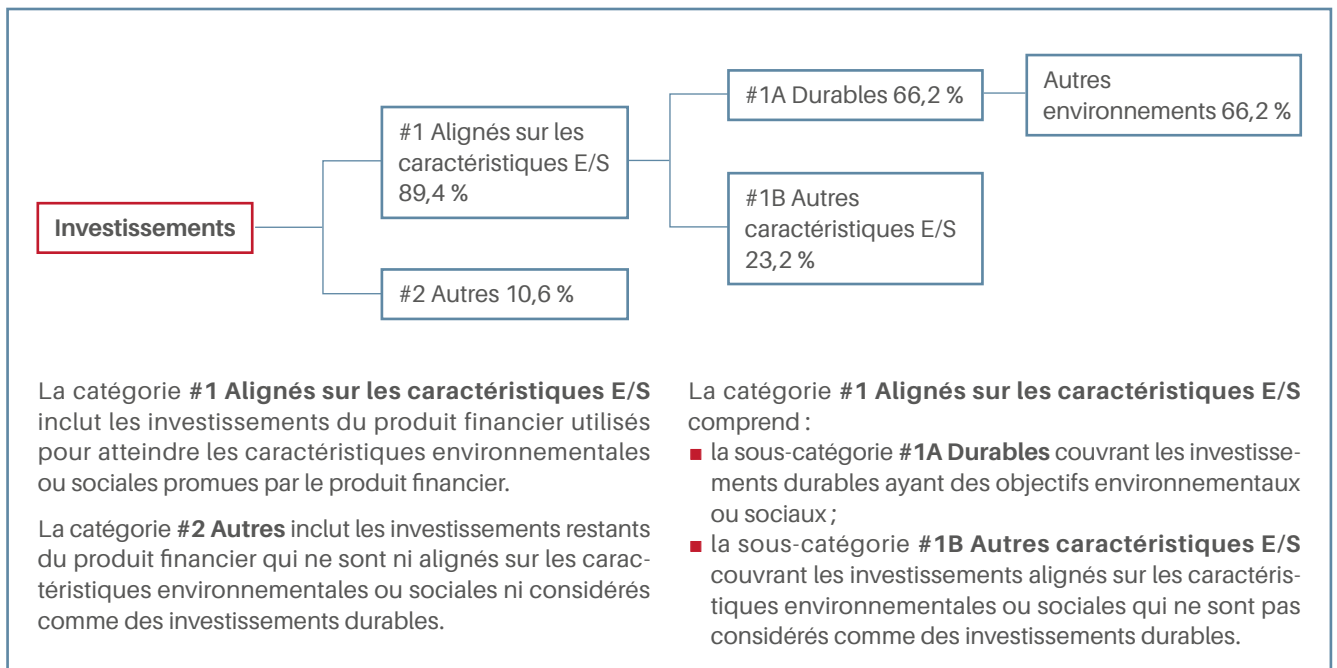 Investissements
#1 Alignés sur les
caractéristiques E/S
89,4 %
#2 Autres 10,6 %
#1A Durables 66,2 %
#1B Autres
caractéristiques E/S
23,2 %
Autres
environnements 66,2 %
La catégorie #1 Alignés sur les caractéristiques E/S
inclut les investissements du produit financier utilisés
pour atteindre les caractéristiques environnementales
ou sociales promues par le produit financier.
La catégorie #2 Autres inclut les investissements restants
du produit financier qui ne sont ni alignés sur les carac-
téristiques environnementales ou sociales ni considérés
comme des investissements durables.
La catégorie #1 Alignés sur les caractéristiques E/S
comprend :
■ la sous-catégorie #1A Durables couvrant les investisse-
ments durables ayant des objectifs environnementaux
ou sociaux ;
■ la sous-catégorie #1B Autres caractéristiques E/S
couvrant les investissements alignés sur les caractéris-
tiques environnementales ou sociales qui ne sont pas
considérés comme des investissements durables.